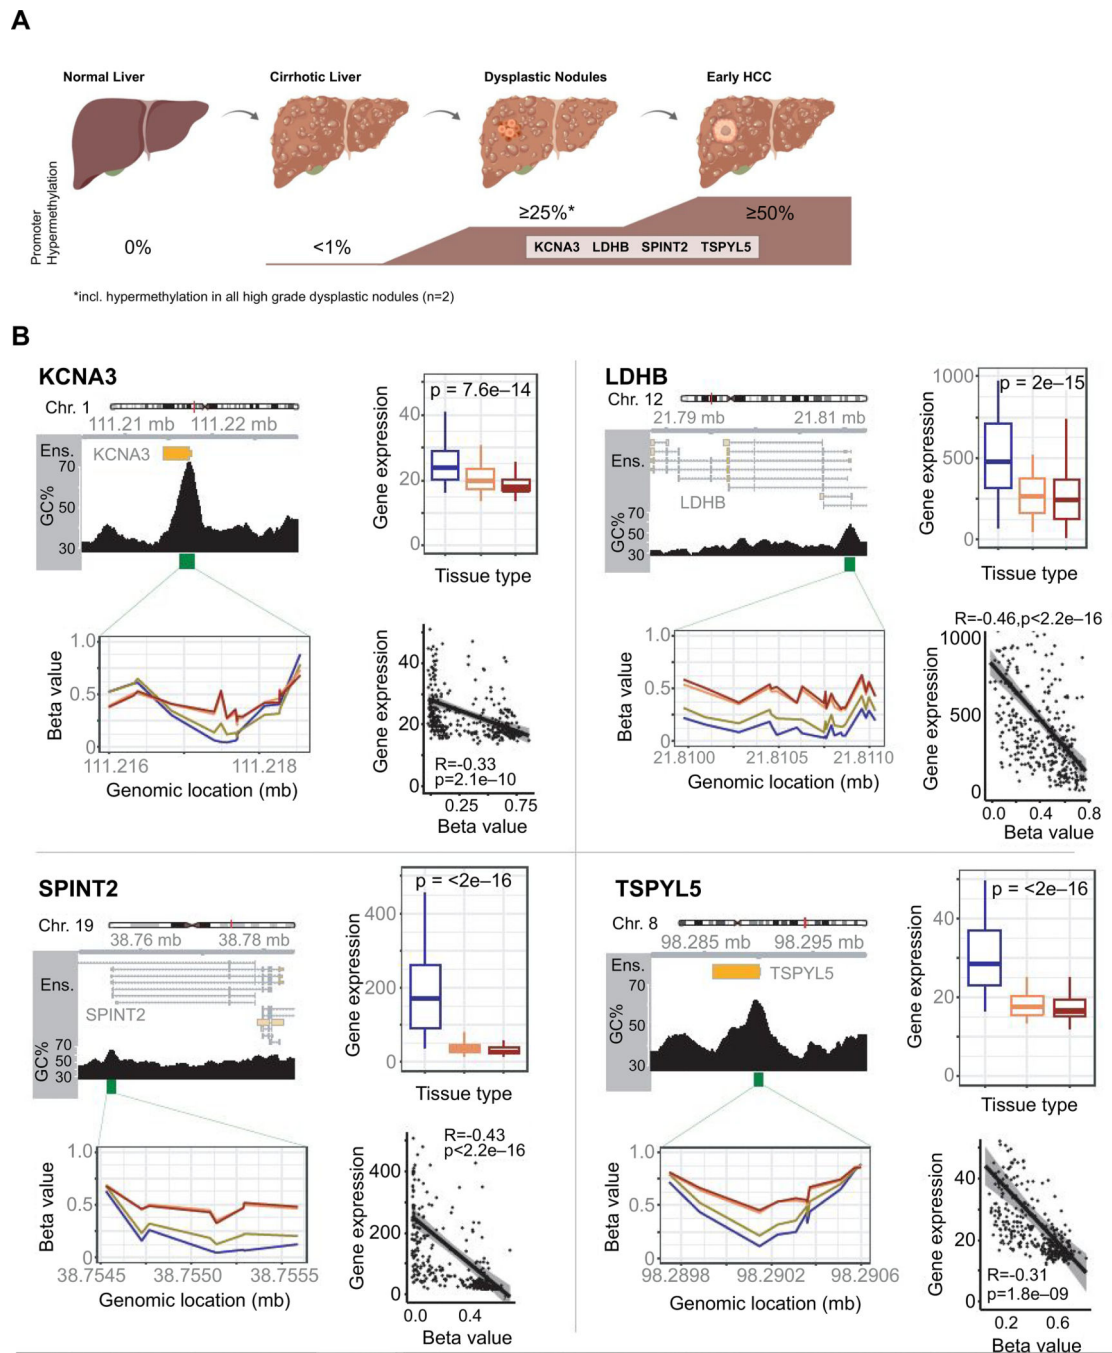 A
Normal Liver
Cirrhotic Liver
Dysplastic Nodules
Early HCC
Promoter
Hypermethylation
0%
<1%
≥25%*
≥50%
KCNA3 LDHB SPINT2 TSPYL5
*incl. hypermethylation in all high grade dysplastic nodules (n=2)
B
KCNA3
Chr. 1
111.21 mb 111.22 mb
Ens.
KCNA3
GC%
70
50
30
Gene expression
p = 7.6e–14
40
20
0
Tissue type
Beta value
1.0
0.5
0
111.216 111.218
Genomic location (mb)
Gene expression
40
20
0
R=-0.33
p=2.1e–10
0.25 0.75
Beta value
LDHB
Chr. 12
21.79 mb 21.81 mb
Ens.
LDHB
GC%
70
50
30
Gene expression
p = 2e–15
1000
500
0
Tissue type
Beta value
1.0
0.5
0
21.8100 21.8105 21.8110
Genomic location (mb)
R=-0.46,p<2.2e–16
Gene expression
1000
500
0
0.0 0.4 0.8
Beta value
SPINT2
Chr. 19
38.76 mb 38.78 mb
Ens.
SPINT2
GC%
70
50
30
Gene expression
p = <2e–16
400
200
0
Tissue type
Beta value
1.0
0.5
0
38.7545 38.7550 38.7555
Genomic location (mb)
R=-0.43
p<2.2e–16
Gene expression
400
200
0
0.0 0.4
Beta value
TSPYL5
Chr. 8
98.285 mb 98.295 mb
Ens.
TSPYL5
GC%
70
50
30
Gene expression
p = <2e–16
40
20
0
Tissue type
Beta value
1.0
0.5
0
98.2898 98.2902 98.2906
Genomic location (mb)
Gene expression
40
20
0
R=-0.31
p=1.8e–09
0.2 0.6
Beta value